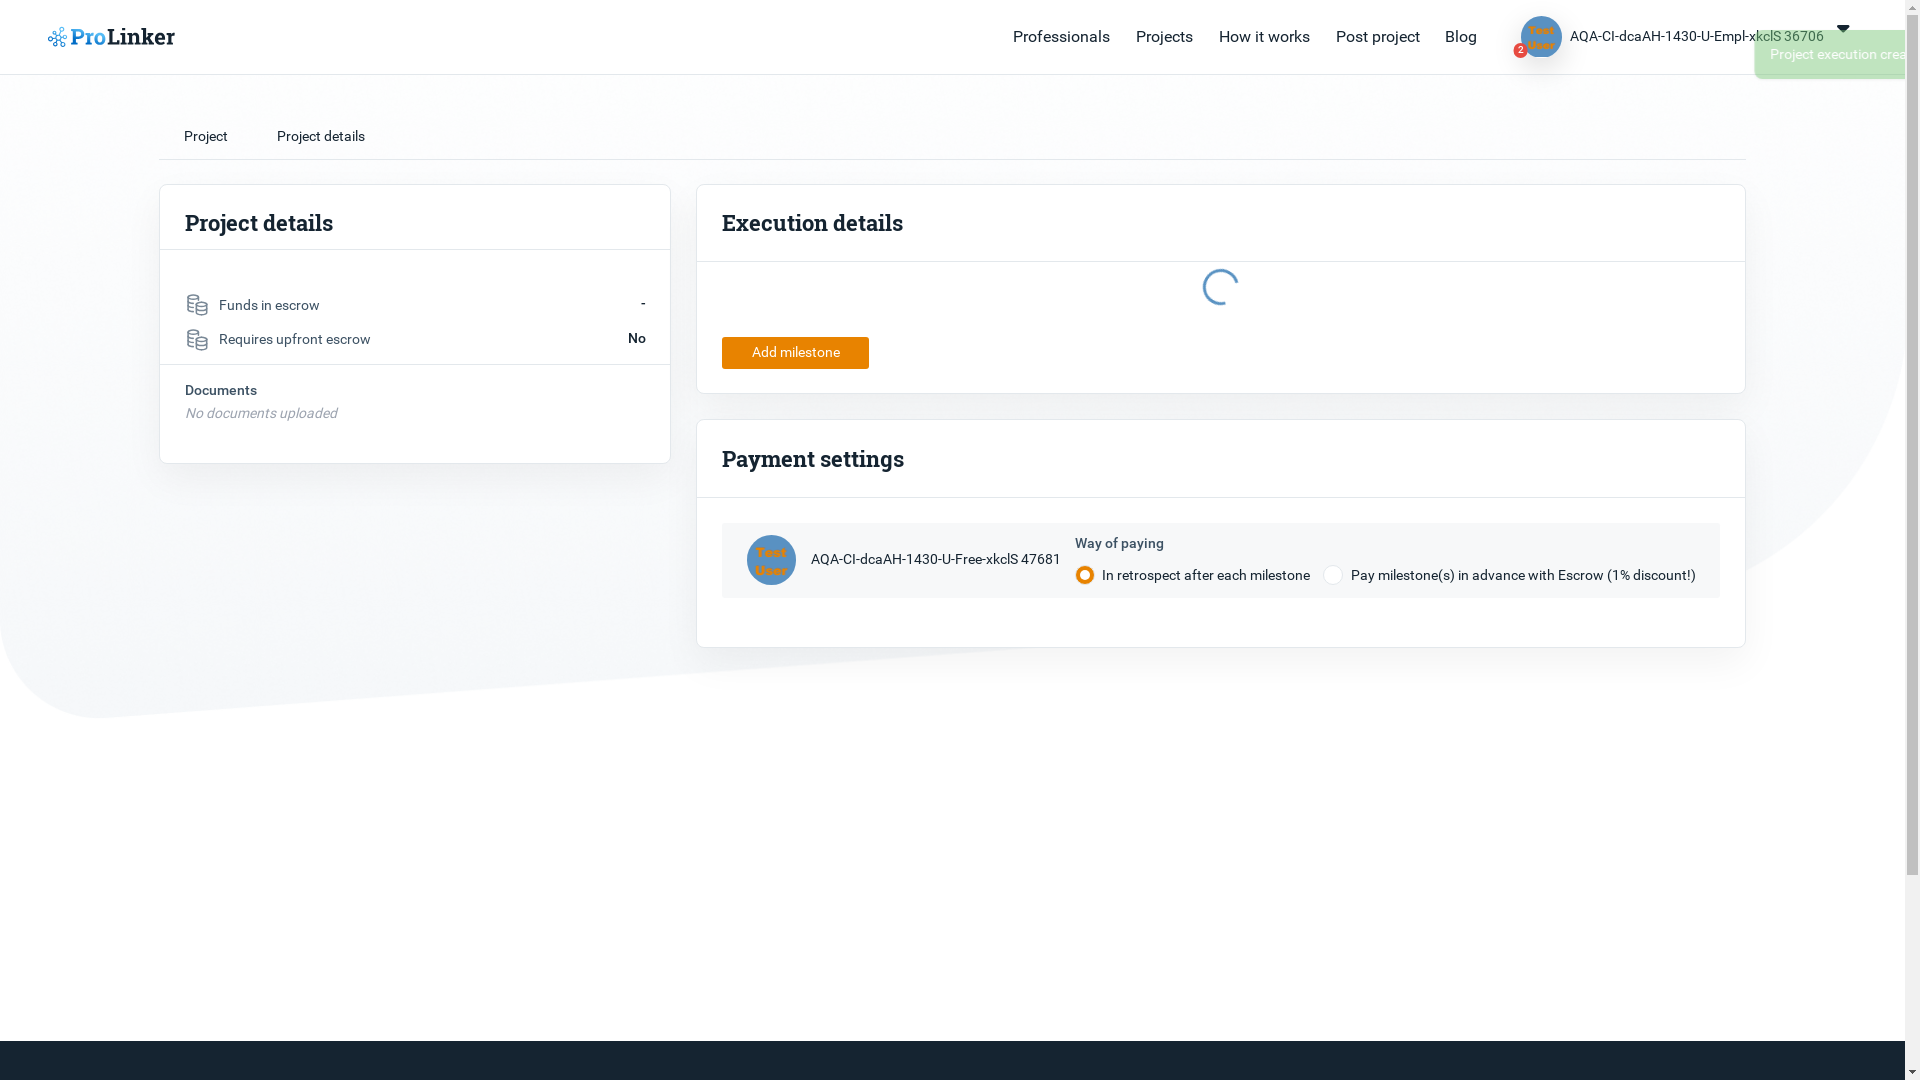 ProLinker
Professionals
Projects
How it works
Post project
Blog
Test
User
2
AQA-CI-dcaAH-1430-U-Empl-xkclS 36706
Project execution
Project
Project details
Project details
Funds in escrow
-
Requires upfront escrow
No
Documents
No documents uploaded
Execution details
Add milestone
Payment settings
Test
User
AQA-CI-dcaAH-1430-U-Free-xkclS 47681
Way of paying
In retrospect after each milestone
Pay milestone(s) in advance with Escrow (1% discount!)